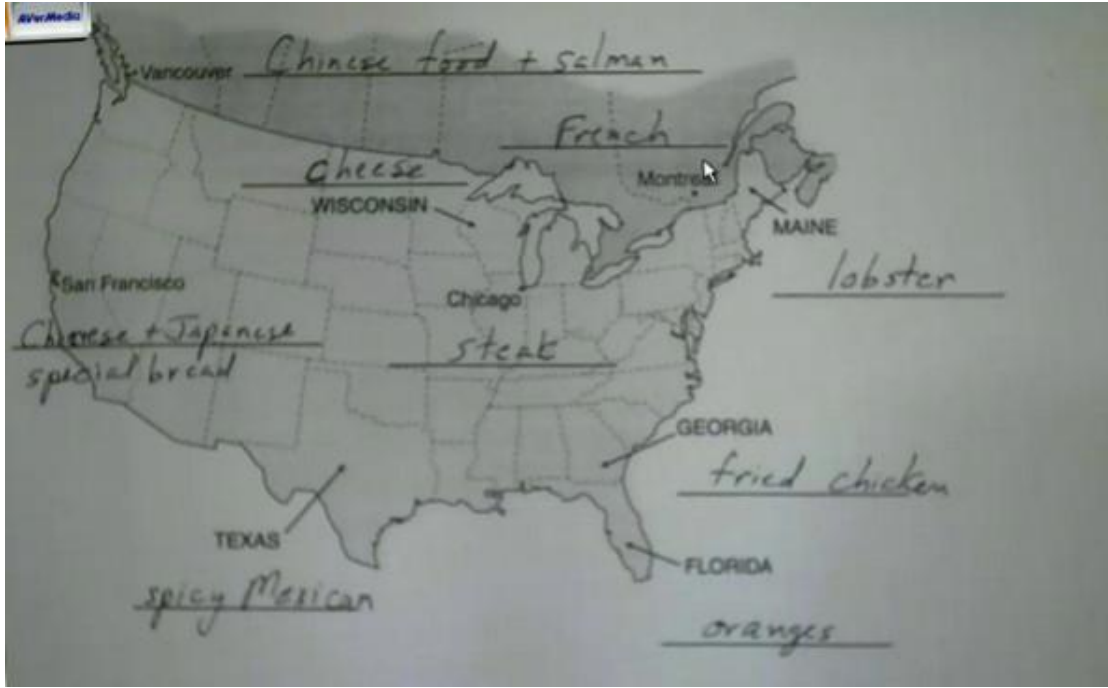 AVerMedia
Vancouver Chinese food + salman
French
Montreal
cheese
WISCONSIN
MAINE
lobster
San Francisco
Chinese + Japanese
special bread
Chicago
steak
GEORGIA
fried chicken
TEXAS
spicy Mexican
FLORIDA
oranges